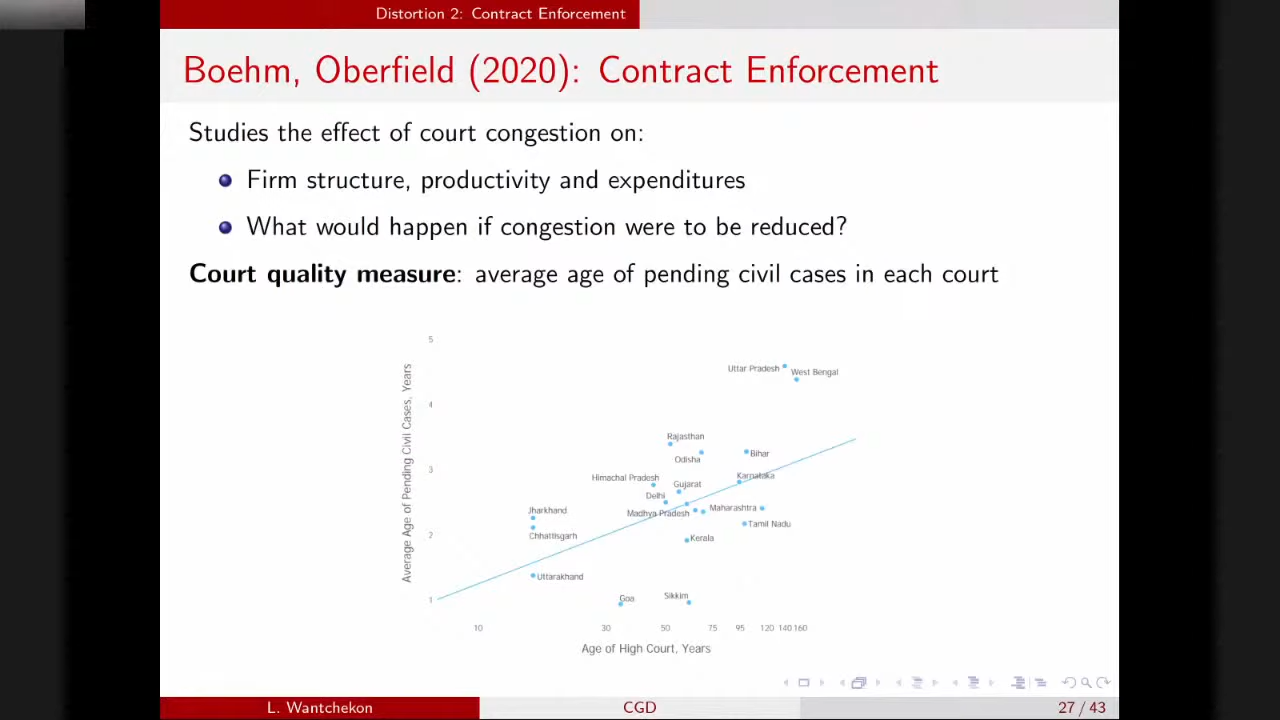 Distortion 2: Contract Enforcement
Boehm, Oberfield (2020): Contract Enforcement
Studies the effect of court congestion on:
Firm structure, productivity and expenditures
What would happen if congestion were to be reduced?
Court quality measure: average age of pending civil cases in each court
Average Age of Pending Civil Cases, Years
5
4
3
2
1
Uttar Pradesh
West Bengal
Rajasthan
Odisha
Bihar
Himachal Pradesh
Gujarat
Karnataka
Delhi
Madhya Pradesh
Maharashtra
Jharkhand
Tamil Nadu
Chhattisgarh
Kerala
Uttarakhand
Goa
Sikkim
10 30 50 75 95 120 140 160
Age of High Court, Years
L. Wantchekon
CGD
27 / 43